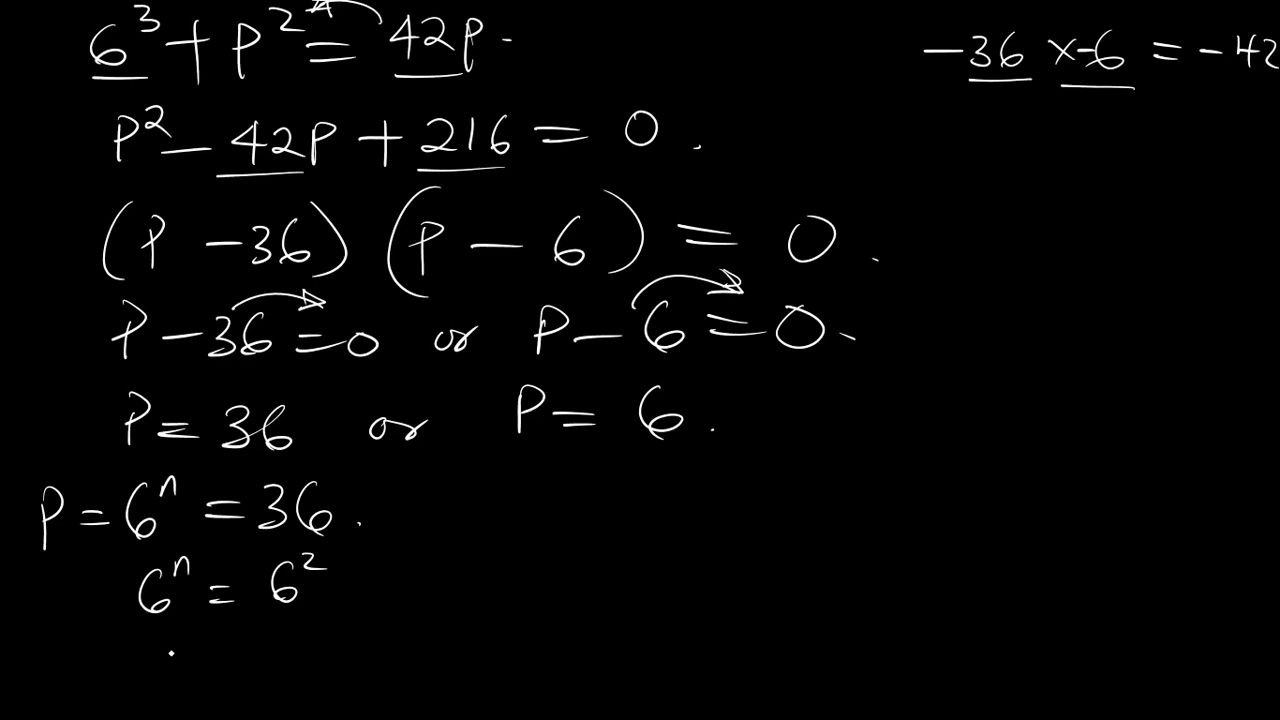 6³ + p² = 42p.
-36 x -6 = -42
p² - 42p + 216 = 0.
(p - 36) (p - 6) = 0.
p - 36 = 0 or p - 6 = 0.
p = 36 or p = 6.
p = 6ⁿ = 36.
6ⁿ = 6²